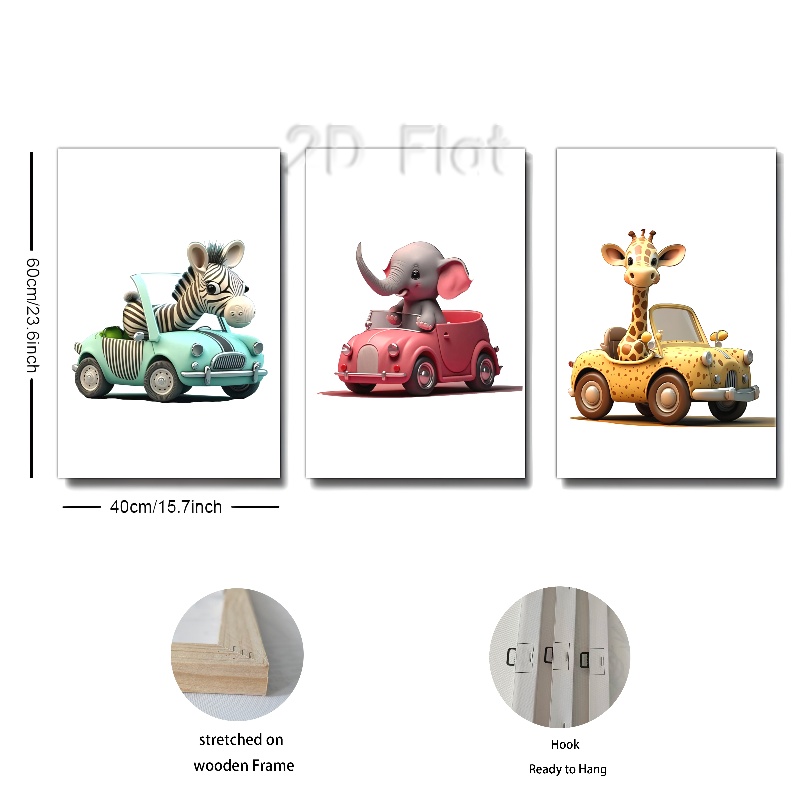 2D Flat
60cm/23.6inch
40cm/15.7inch
stretched on
wooden Frame
Hook
Ready to Hang